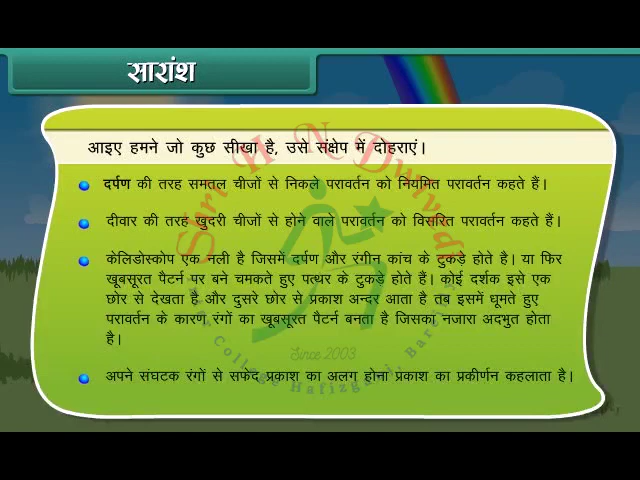 सारांश
आइए हमने जो कुछ सीखा है, उसे संक्षेप में दोहराएं।
दर्पण की तरह समतल चीजों से निकले परावर्तन को नियमित परावर्तन कहते हैं।
दीवार की तरह खुदरी चीजों से होने वाले परावर्तन को विसरित परावर्तन कहते हैं।
केलिडोस्कोप एक नली है जिसमें दर्पण और रंगीन कांच के टुकड़े होते है। या फिर
खूबसूरत पैटर्न पर बने चमकते हुए पत्थर के टुकड़े होते हैं। कोई दर्शक इसे एक
छोर से देखता है और दुसरे छोर से प्रकाश अन्दर आता है तब इसमें घूमते हुए
परावर्तन के कारण रंगों का खूबसूरत पैटर्न बनता है जिसका नजारा अदभुत होता
है।
अपने संघटक रंगों से सफेद प्रकाश का अलग होना प्रकाश का प्रकीर्णन कहलाता है।
Shri H N Dwivedi
College Hafizganj,
Since 2003